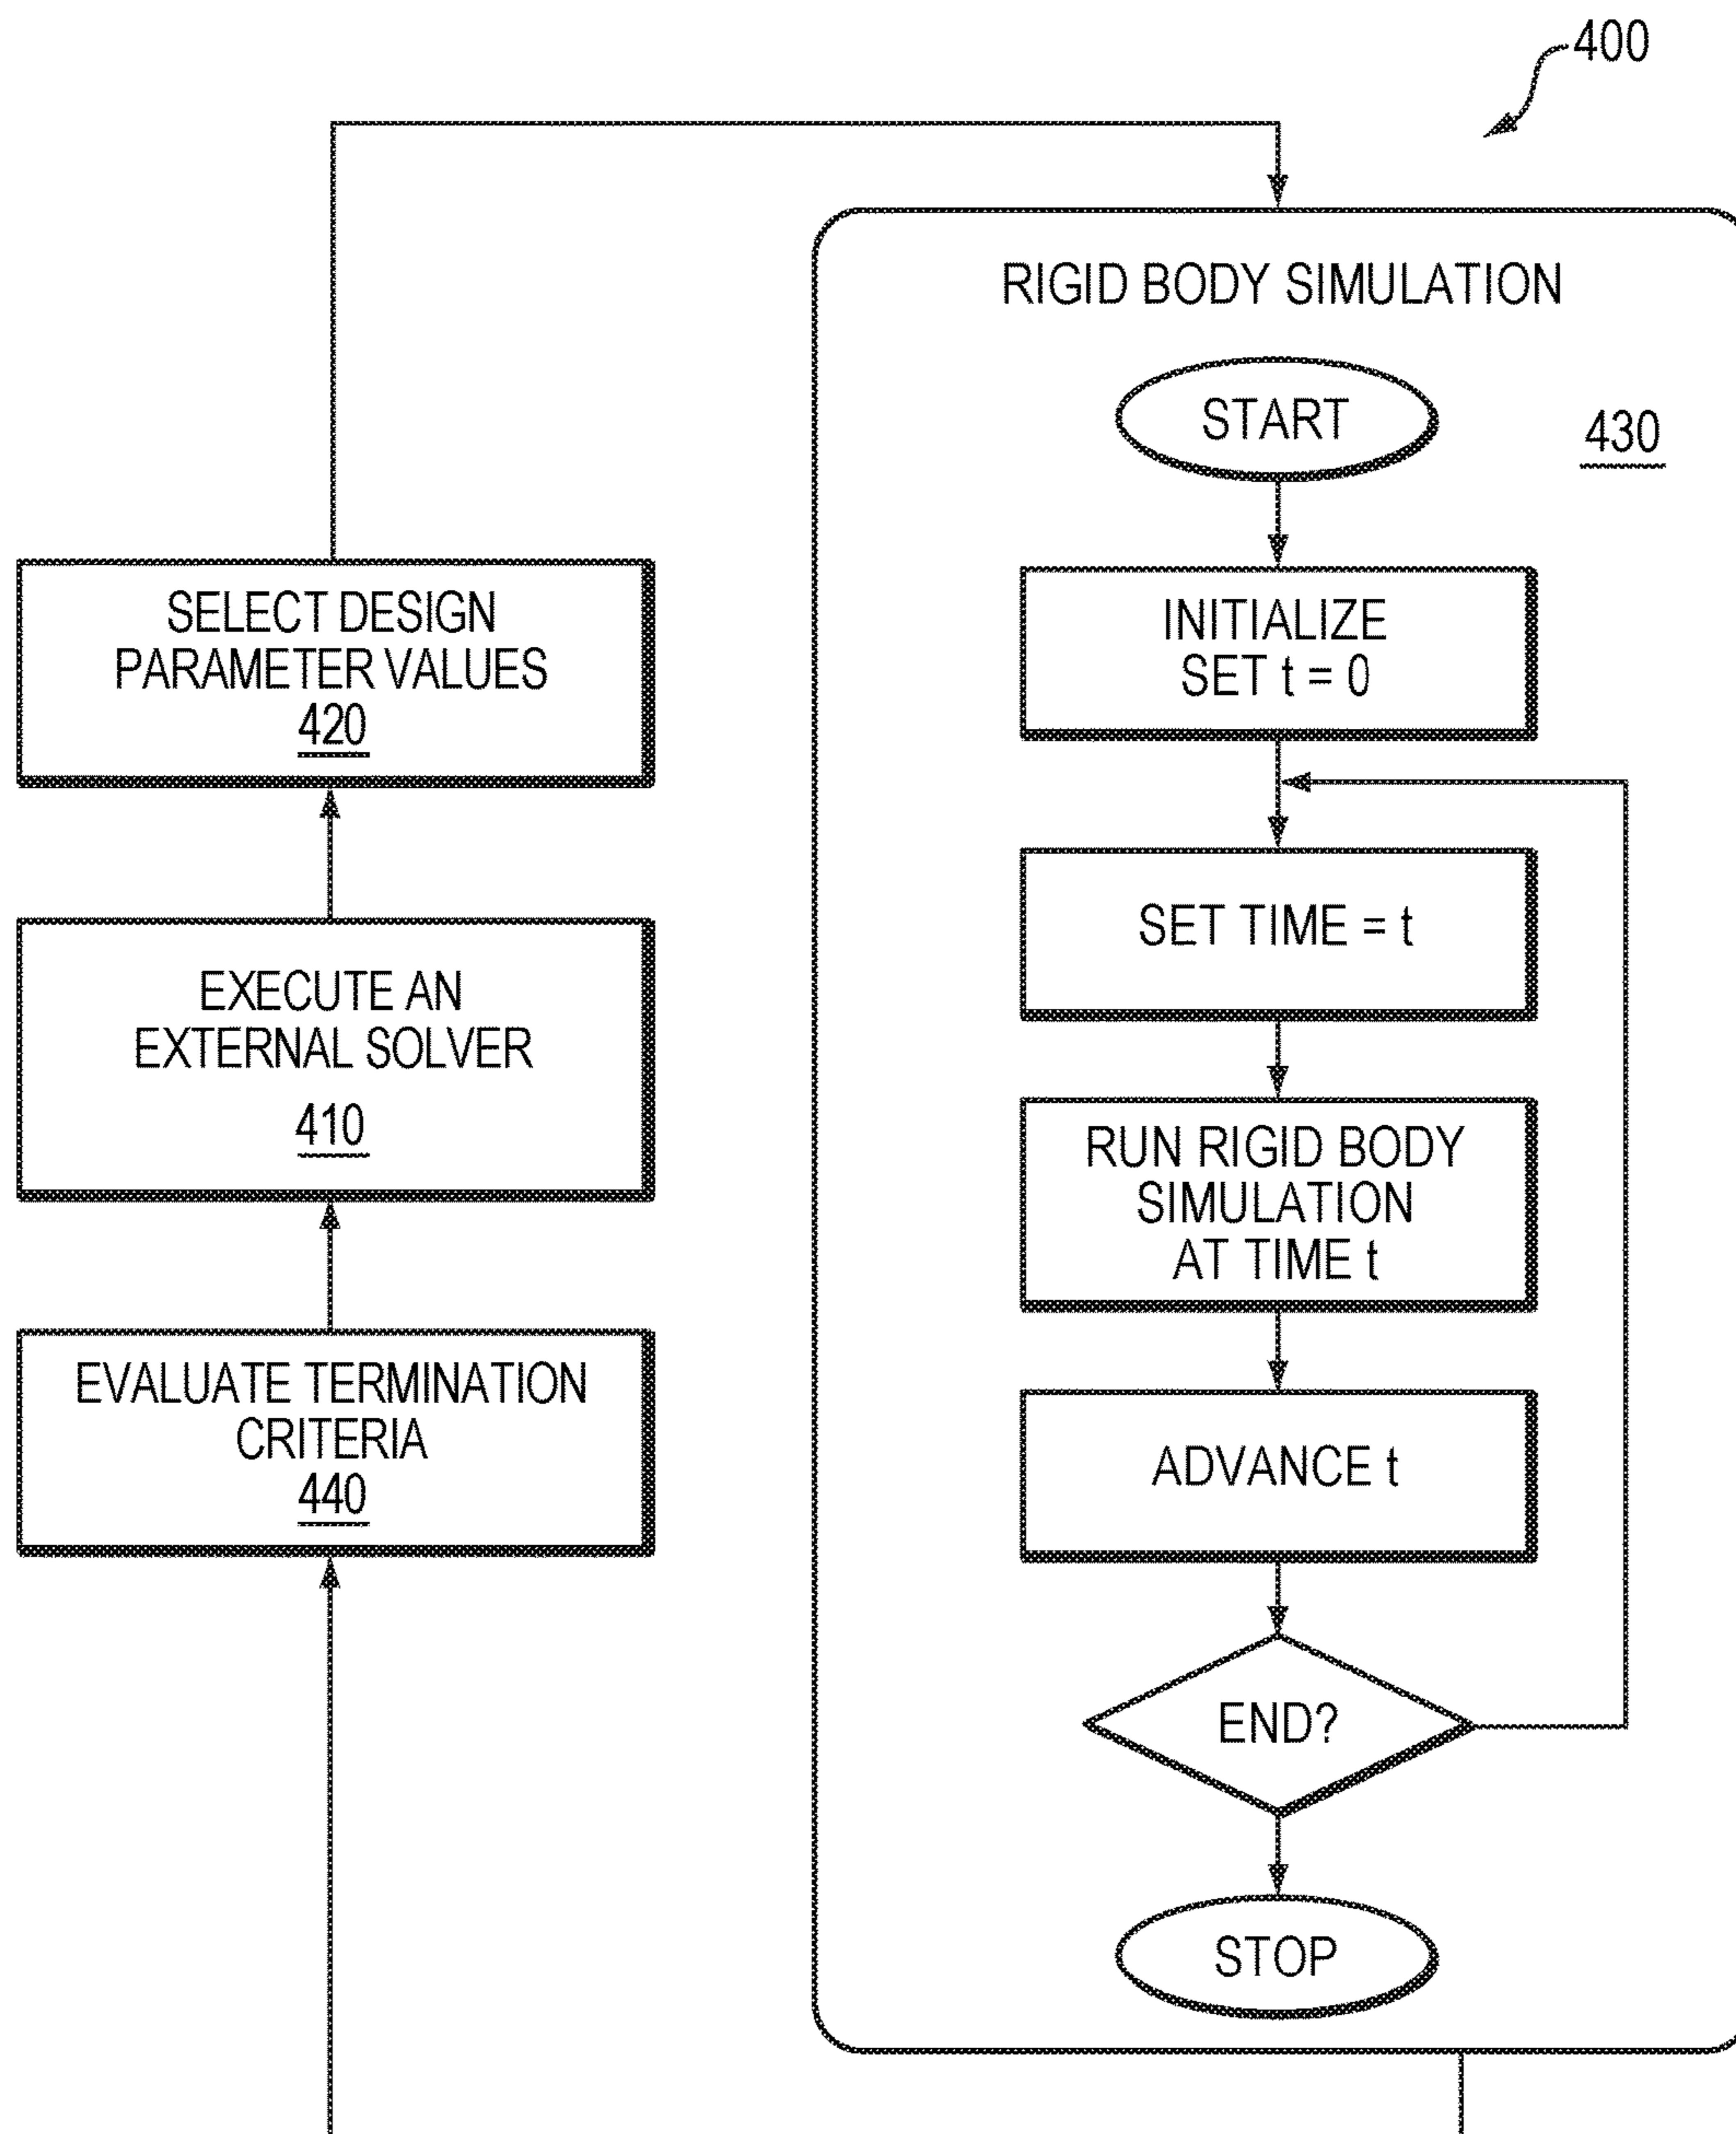 400
RIGID BODY SIMULATION
START
430
INITIALIZE
SET t = 0
SET TIME = t
RUN RIGID BODY
SIMULATION
AT TIME t
ADVANCE t
END?
STOP
SELECT DESIGN
PARAMETER VALUES
420
EXECUTE AN
EXTERNAL SOLVER
410
EVALUATE TERMINATION
CRITERIA
440